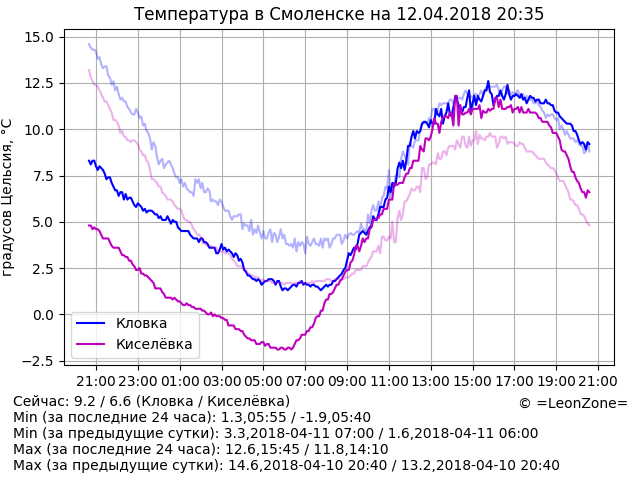 Температура в Смоленске на 12.04.2018 20:35
15.0
12.5
10.0
7.5
5.0
2.5
0.0
−2.5
градусов Цельсия, °C
Кловка
Киселёвка
21:00 23:00 01:00 03:00 05:00 07:00 09:00 11:00 13:00 15:00 17:00 19:00 21:00
Сейчас: 9.2 / 6.6 (Кловка / Киселёвка)
© =LeonZone=
Min (за последние 24 часа): 1.3,05:55 / -1.9,05:40
Min (за предыдущие сутки): 3.3,2018-04-11 07:00 / 1.6,2018-04-11 06:00
Max (за последние 24 часа): 12.6,15:45 / 11.8,14:10
Max (за предыдущие сутки): 14.6,2018-04-10 20:40 / 13.2,2018-04-10 20:40